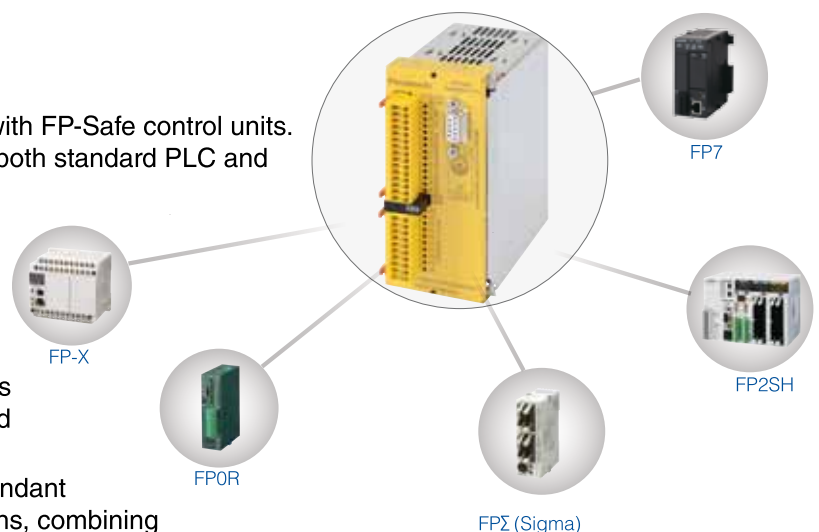 with FP-Safe control units.
both standard PLC and
FP7
FP-X
FP2SH
FP0R
ndant
ns, combining
FPΣ (Sigma)